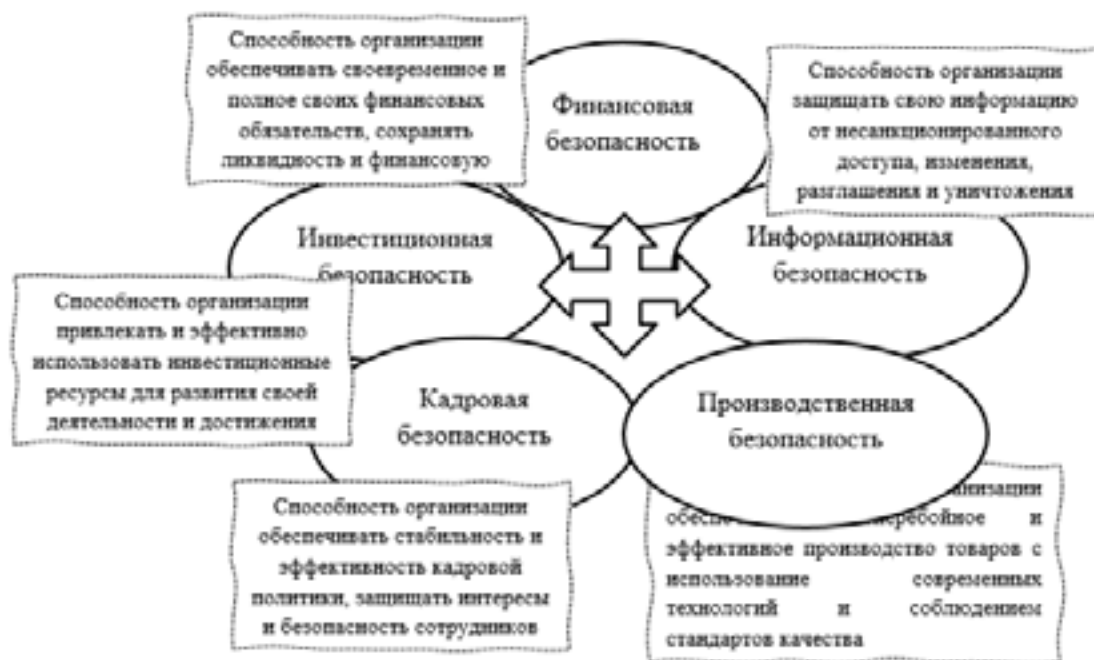 Способность организации
обеспечивать своевременное и
полное своих финансовых
обязательств, сохранять
ликвидность и финансовую
Финансовая
безопасность
Способность организации
защищать свою информацию
от несанкционированного
доступа, изменения,
разглашения и уничтожения
Инвестиционная
безопасность
Информационная
безопасность
Способность организации
привлекать и эффективно
использовать инвестиционные
ресурсы для развития своей
деятельности и достижения
Кадровая
безопасность
Производственная
безопасность
Способность организации
обеспечивать стабильность и
эффективность кадровой
политики, защищать интересы
и безопасность сотрудников
и
эффективное производство товаров с
использование современных
технологий и соблюдением
стандартов качества